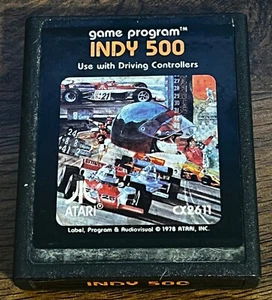 game program™
INDY 500
Use with Driving Controllers
ATARI
CX2611
Label, Program & Audiovisual © 1978 ATARI, INC.
INDY 500